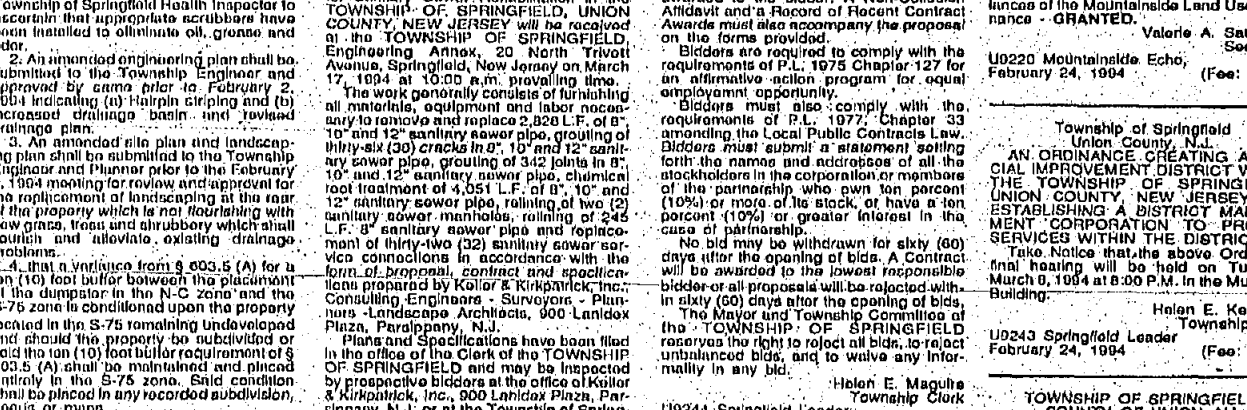 ownship of Springfield Health Inspector to
ascertain that appropriate scrubbers have
been installed to eliminate oil, grease and
odor.
2. An amended engineering plan shall be
submitted to the Township Engineer and
approved by same prior to February 2,
1994 indicating (a) Hairpin striping and (b)
increased drainage basin and revised
drainage plan.
3. An amended site plan and landscap-
ing plan shall be submitted to the Township
Engineer and Planner prior to the February
, 1994 meeting for review and approval for
he replacement of landscaping at the rear
of the property which is not flourishing with
new grass, trees and shrubbery which shall
flourish and alleviate existing drainage
problems.
4. that a variance from § 603.5 (A) for a
en (10) foot buffer between the placement
of the dumpster in the N-C zone and the
S-75 zone is conditioned upon the property
located in the S-75 remaining undeveloped
and should the property be subdivided or
sold the ten (10) foot buffer requirement of §
603.5 (A) shall be maintained and placed
entirely in the S-75 zone. Said condition
shall be placed in any recorded subdivision,
TOWNSHIP OF SPRINGFIELD, UNION
COUNTY, NEW JERSEY will be received
at the TOWNSHIP OF SPRINGFIELD,
Engineering Annex, 20 North Trivett
Avenue, Springfield, New Jersey on March
17, 1994 at 10:00 a.m. prevailing time.
The work generally consists of furnishing
all materials, equipment and labor neces-
sary to remove and replace 2,828 L.F. of 8",
10" and 12" sanitary sewer pipe, grouting of
thirty-six (36) cracks in 8", 10" and 12" sanit-
ary sewer pipe, grouting of 342 joints in 8",
10" and 12" sanitary sewer pipe, chemical
root treatment of 4,051 L.F. of 8", 10" and
12" sanitary sewer pipe, relining of two (2)
sanitary sewer manholes, relining of 245
L.F. 8" sanitary sewer pipe and replace-
ment of thirty-two (32) sanitary sewer ser-
vice connections in accordance with the
form of proposal, contract and specifica-
tions prepared by Keller & Kirkpatrick, Inc.,
Consulting Engineers - Surveyors - Plan-
ners -Landscape Architects, 900 Lanidex
Plaza, Parsippany, N.J.
Plans and Specifications have been filed
in the office of the Clerk of the TOWNSHIP
OF SPRINGFIELD and may be inspected
by prospective bidders at the office of Keller
& Kirkpatrick, Inc., 900 Lanidex Plaza, Par-
sippany, N.J. or at the Township of Spring-
Affidavit and a Record of Recent Contract
Awards must also accompany the proposal
on the forms provided.
Bidders are required to comply with the
requirements of P.L. 1975 Chapter 127 for
an affirmative action program for equal
employment opportunity.
Bidders must also comply with the
requirements of P.L. 1977, Chapter 33
amending the Local Public Contracts Law.
Bidders must submit a statement setting
forth the names and addresses of all the
stockholders in the corporation or members
of the partnership who own ten percent
(10%) or more of its stock, or have a ten
percent (10%) or greater interest in the
case of partnership.
No bid may be withdrawn for sixty (60)
days after the opening of bids. A Contract
will be awarded to the lowest responsible
bidder or all proposals will be rejected with-
in sixty (60) days after the opening of bids.
The Mayor and Township Committee of
the TOWNSHIP OF SPRINGFIELD
reserves the right to reject all bids, to reject
unbalanced bids, and to waive any infor-
mality in any bid.
Helen E. Maguire
Township Clerk
U0244 Springfield Leader
iances of the Mountainside Land Use
nance - GRANTED.
Valerie A. Sau
Sec
U0220 Mountainside Echo,
February 24, 1994 (Fee:
Township of Springfield
Union County, N.J.
AN ORDINANCE CREATING A
CIAL IMPROVEMENT DISTRICT W
THE TOWNSHIP OF SPRINGF
UNION COUNTY, NEW JERSEY
ESTABLISHING A DISTRICT MAN
MENT CORPORATION TO PRO
SERVICES WITHIN THE DISTRIC
Take Notice that the above Ord
final hearing will be held on Tu
March 8, 1994 at 8:00 P.M. in the Mu
Building.
Helen E. Ke
Township
U0243 Springfield Leader
February 24, 1994 (Fee:
TOWNSHIP OF SPRINGFIEL